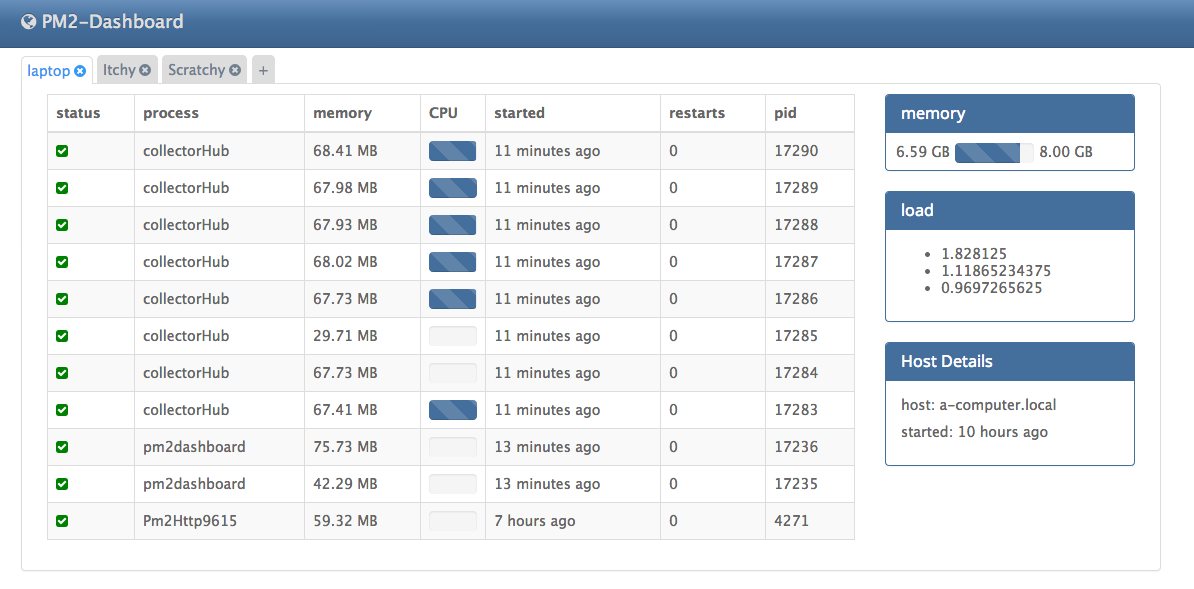 PM2-Dashboard
laptop Itchy Scratchy +
status process memory CPU started restarts pid
collectorHub 68.41 MB 11 minutes ago 0 17290
collectorHub 67.98 MB 11 minutes ago 0 17289
collectorHub 67.93 MB 11 minutes ago 0 17288
collectorHub 68.02 MB 11 minutes ago 0 17287
collectorHub 67.73 MB 11 minutes ago 0 17286
collectorHub 29.71 MB 11 minutes ago 0 17285
collectorHub 67.73 MB 11 minutes ago 0 17284
collectorHub 67.41 MB 11 minutes ago 0 17283
pm2dashboard 75.73 MB 13 minutes ago 0 17236
pm2dashboard 42.29 MB 13 minutes ago 0 17235
Pm2Http9615 59.32 MB 7 hours ago 0 4271
memory
6.59 GB 8.00 GB
load
• 1.828125
• 1.11865234375
• 0.9697265625
Host Details
host: a-computer.local
started: 10 hours ago